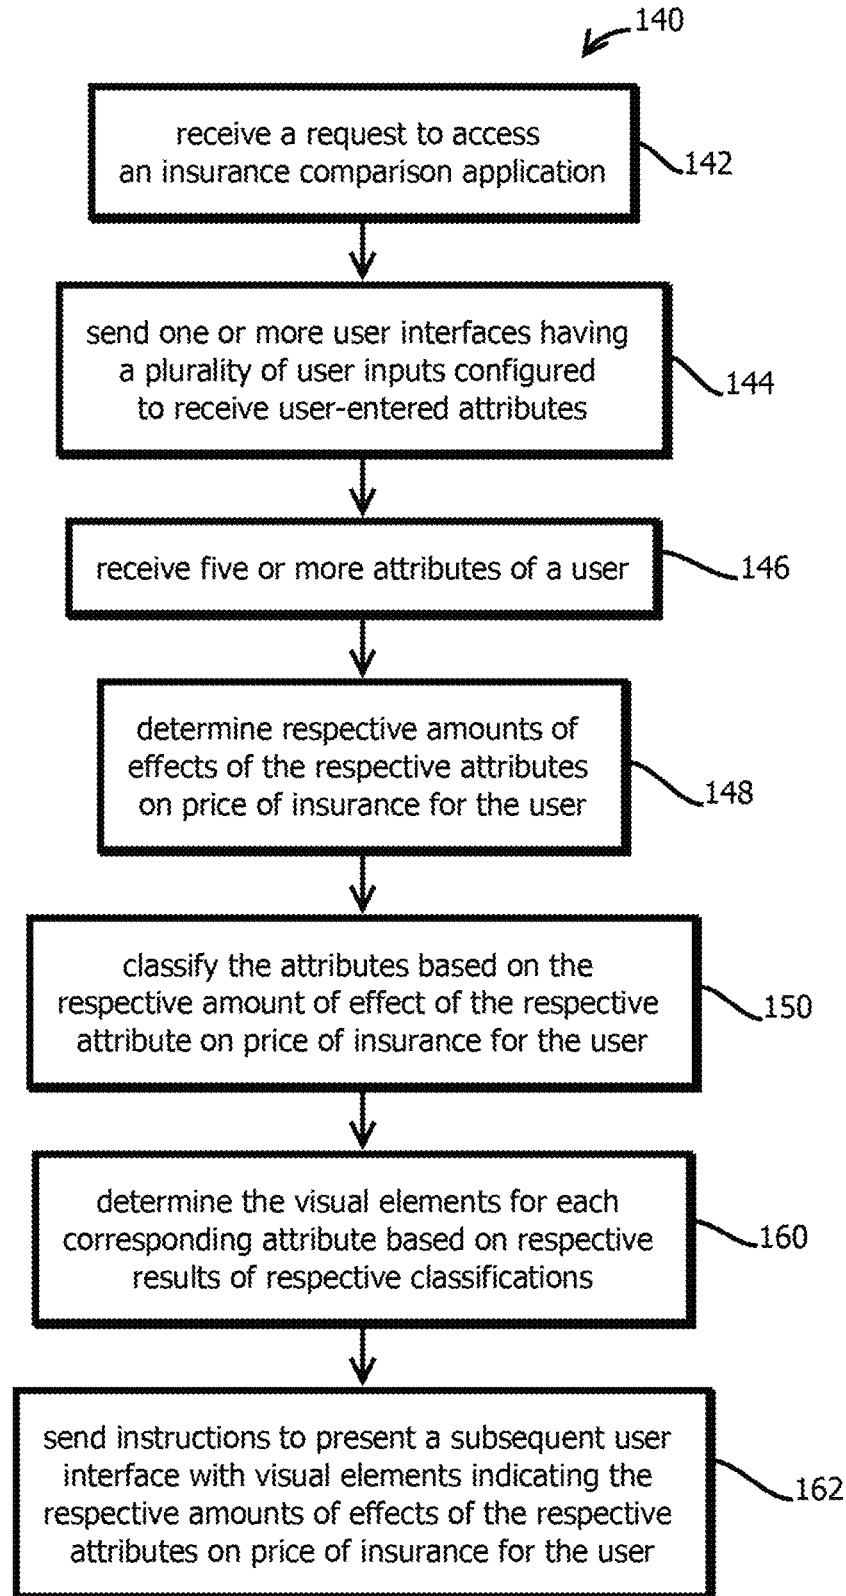 140
receive a request to access
an insurance comparison application
142
send one or more user interfaces having
a plurality of user inputs configured
to receive user-entered attributes
144
receive five or more attributes of a user
146
determine respective amounts of
effects of the respective attributes
on price of insurance for the user
148
classify the attributes based on the
respective amount of effect of the respective
attribute on price of insurance for the user
150
determine the visual elements for each
corresponding attribute based on respective
results of respective classifications
160
send instructions to present a subsequent user
interface with visual elements indicating the
respective amounts of effects of the respective
attributes on price of insurance for the user
162